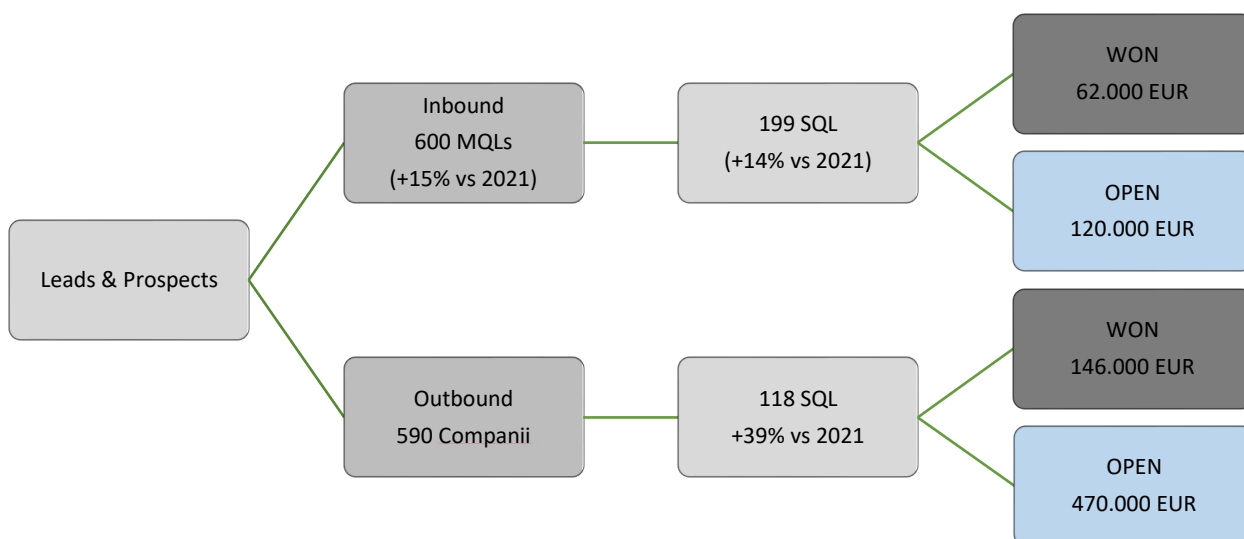 Leads & Prospects
Inbound
600 MQLs
(+15% vs 2021)
199 SQL
(+14% vs 2021)
WON
62.000 EUR
OPEN
120.000 EUR
Outbound
590 Companii
118 SQL
+39% vs 2021
WON
146.000 EUR
OPEN
470.000 EUR